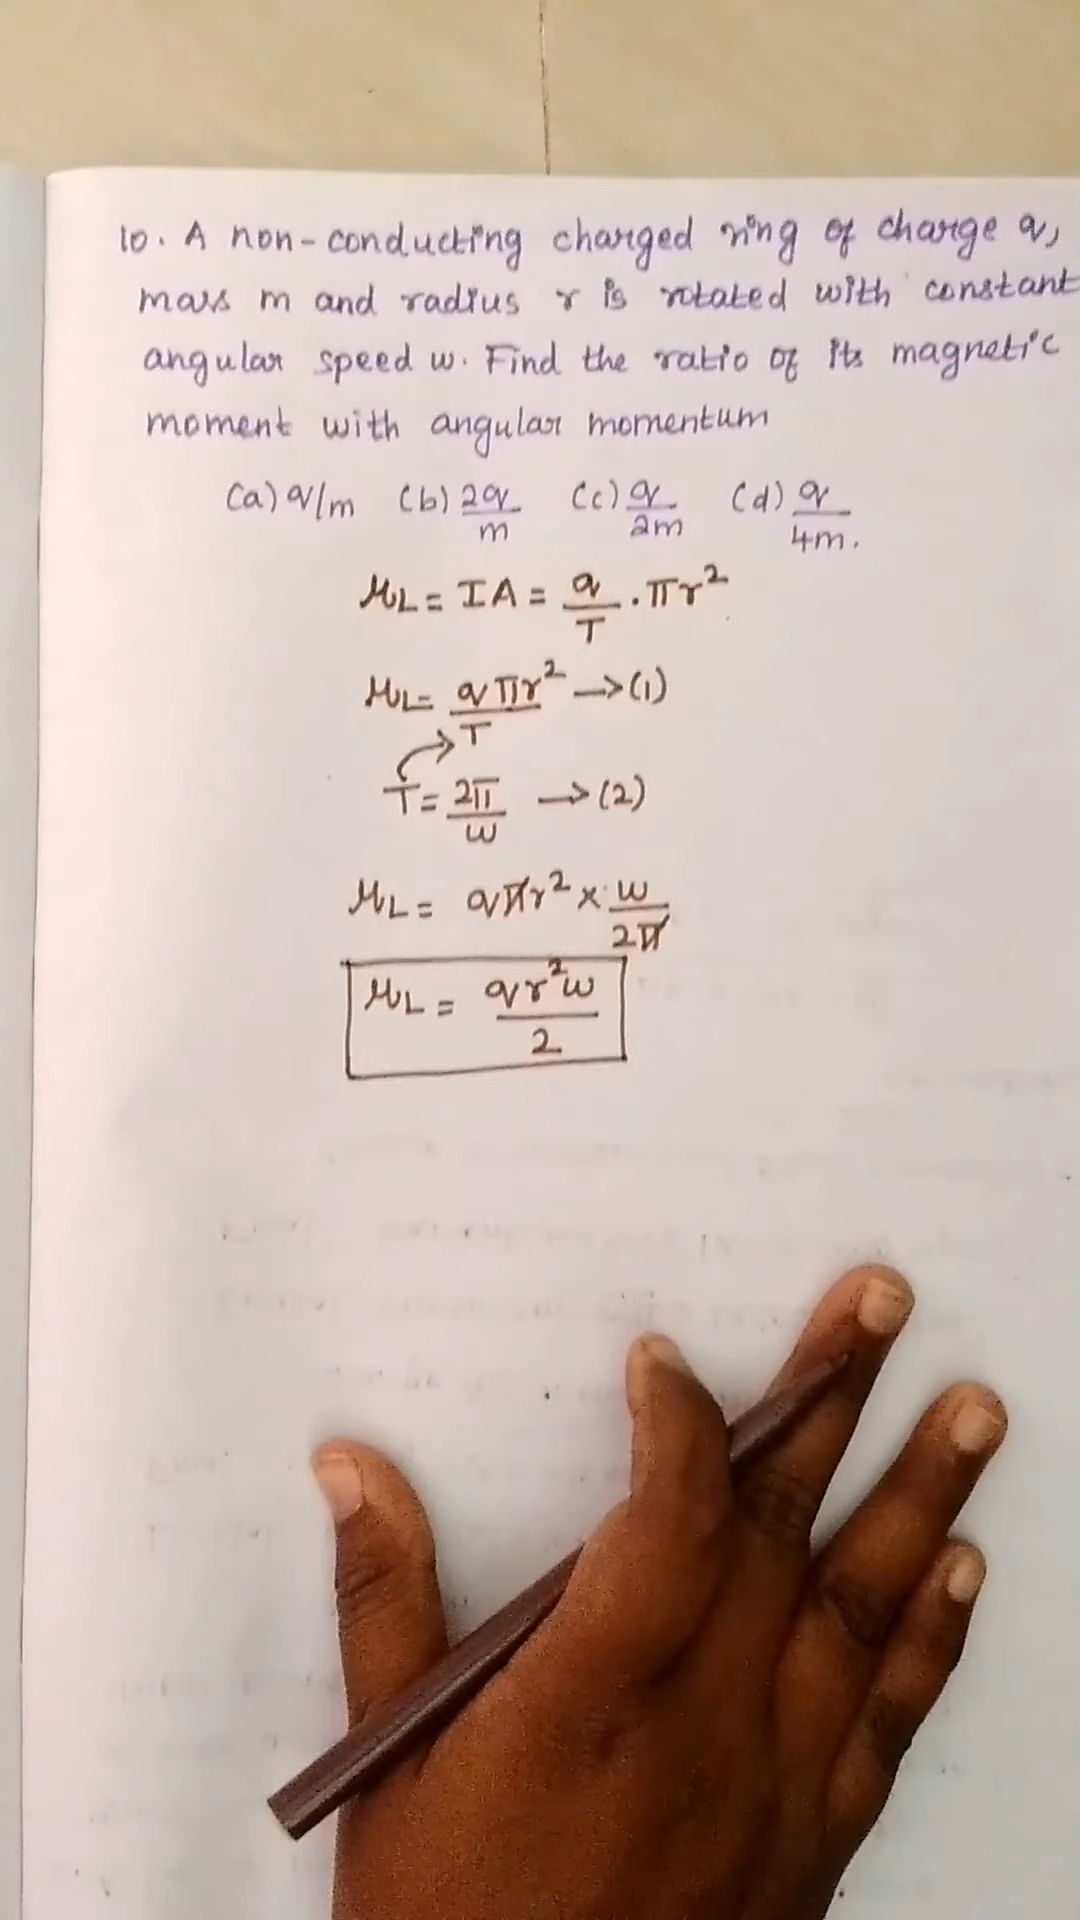 10. A non-conducting charged ring of charge q,
mass m and radius r is rotated with constant
angular speed w. Find the ratio of its magnetic
moment with angular momentum
(a) q/m (b) 2q/m (c) q/2m (d) q/4m.
μL = IA = q/T . πr²
μL = qπr²/T → (1)
T = 2π/w → (2)
μL = qπr² × w/2π
μL = qr²w/2